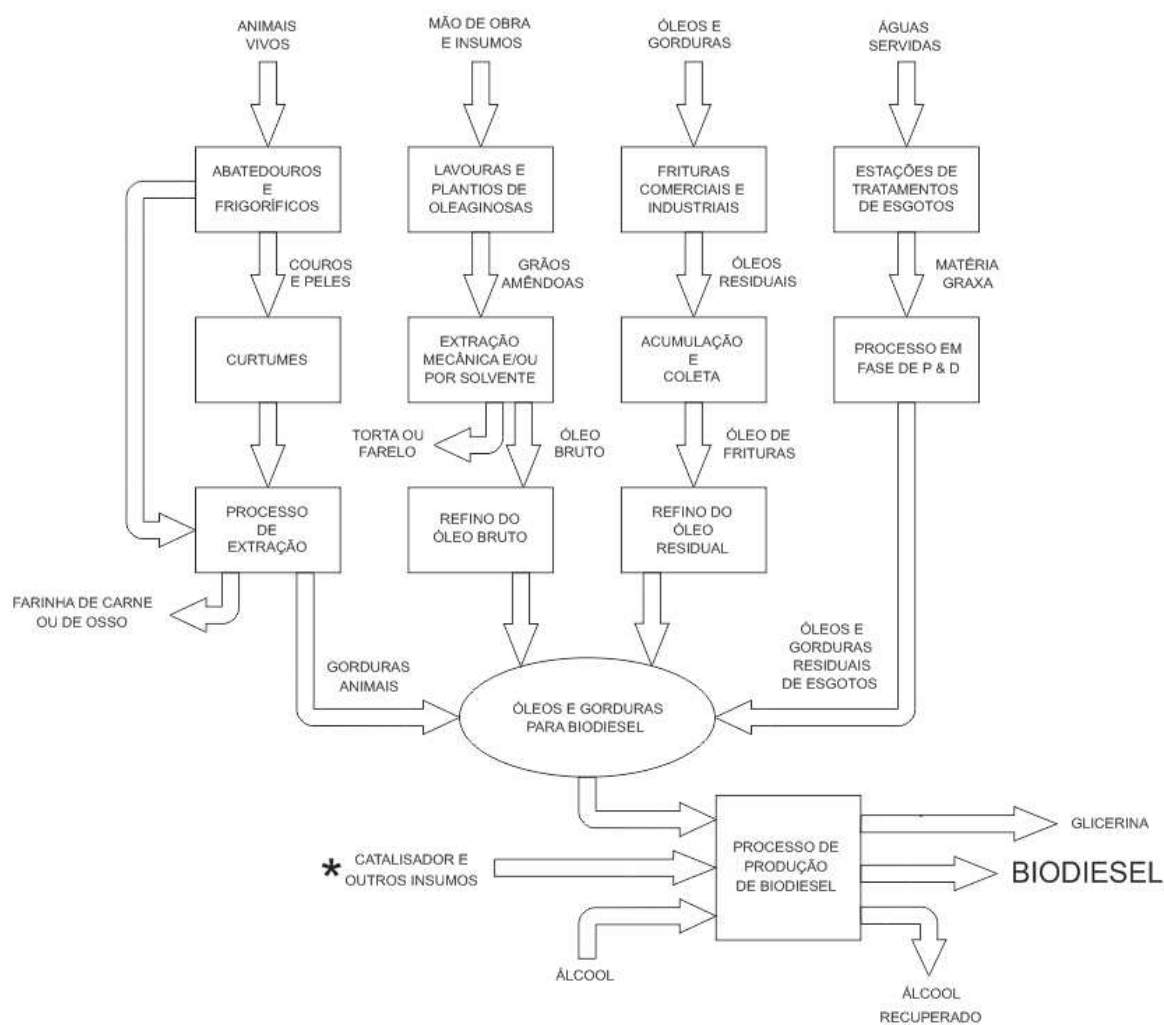 ANIMAIS
VIVOS
MÃO DE OBRA
E INSUMOS
ÓLEOS E
GORDURAS
ÁGUAS
SERVIDAS
ABATEDOUROS
E
FRIGORÍFICOS
LAVOURAS E
PLANTIOS DE
OLEAGINOSAS
FRITURAS
COMERCIAIS E
INDUSTRIAIS
ESTAÇÕES DE
TRATAMENTOS
DE ESGOTOS
COUROS
E PELES
GRÃOS
AMÊNDOAS
ÓLEOS
RESIDUAIS
MATÉRIA
GRAXA
CURTUMES
EXTRAÇÃO
MECÂNICA E/OU
POR SOLVENTE
ACUMULAÇÃO
E
COLETA
PROCESSO EM
FASE DE P & D
TORTA OU
FARELO
ÓLEO
BRUTO
ÓLEO DE
FRITURAS
PROCESSO
DE
EXTRAÇÃO
REFINO DO
ÓLEO BRUTO
REFINO DO
ÓLEO
RESIDUAL
FARINHA DE CARNE
OU DE OSSO
GORDURAS
ANIMAIS
ÓLEOS E
GORDURAS
RESIDUAIS
DE ESGOTOS
ÓLEOS E GORDURAS
PARA BIODIESEL
* CATALISADOR E
OUTROS INSUMOS
ÁLCOOL
PROCESSO DE
PRODUÇÃO
DE BIODIESEL
GLICERINA
BIODIESEL
ÁLCOOL
RECUPERADO